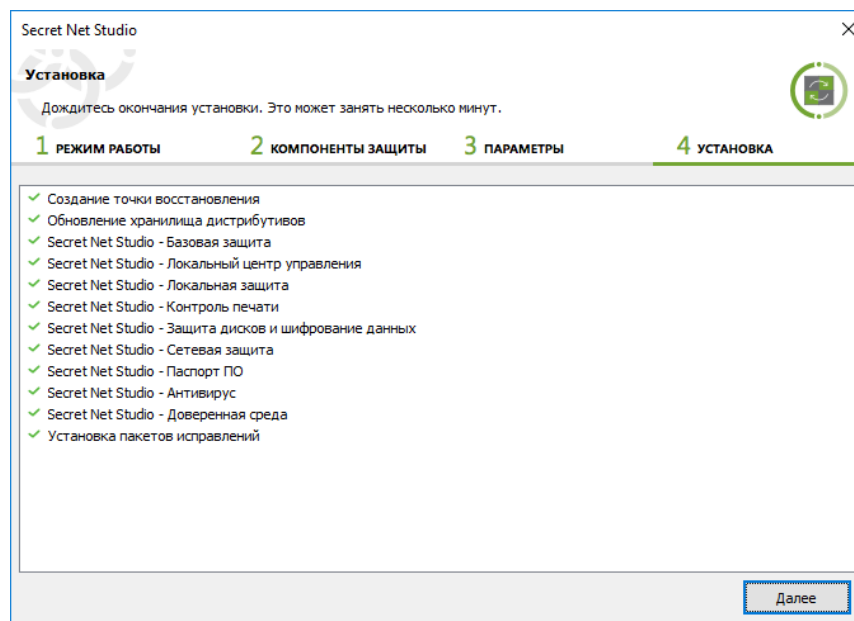 Secret Net Studio
Установка
Дождитесь окончания установки. Это может занять несколько минут.
1 РЕЖИМ РАБОТЫ 2 КОМПОНЕНТЫ ЗАЩИТЫ 3 ПАРАМЕТРЫ 4 УСТАНОВКА
Создание точки восстановления
Обновление хранилища дистрибутивов
Secret Net Studio - Базовая защита
Secret Net Studio - Локальный центр управления
Secret Net Studio - Локальная защита
Secret Net Studio - Контроль печати
Secret Net Studio - Защита дисков и шифрование данных
Secret Net Studio - Сетевая защита
Secret Net Studio - Паспорт ПО
Secret Net Studio - Антивирус
Secret Net Studio - Доверенная среда
Установка пакетов исправлений
Далее